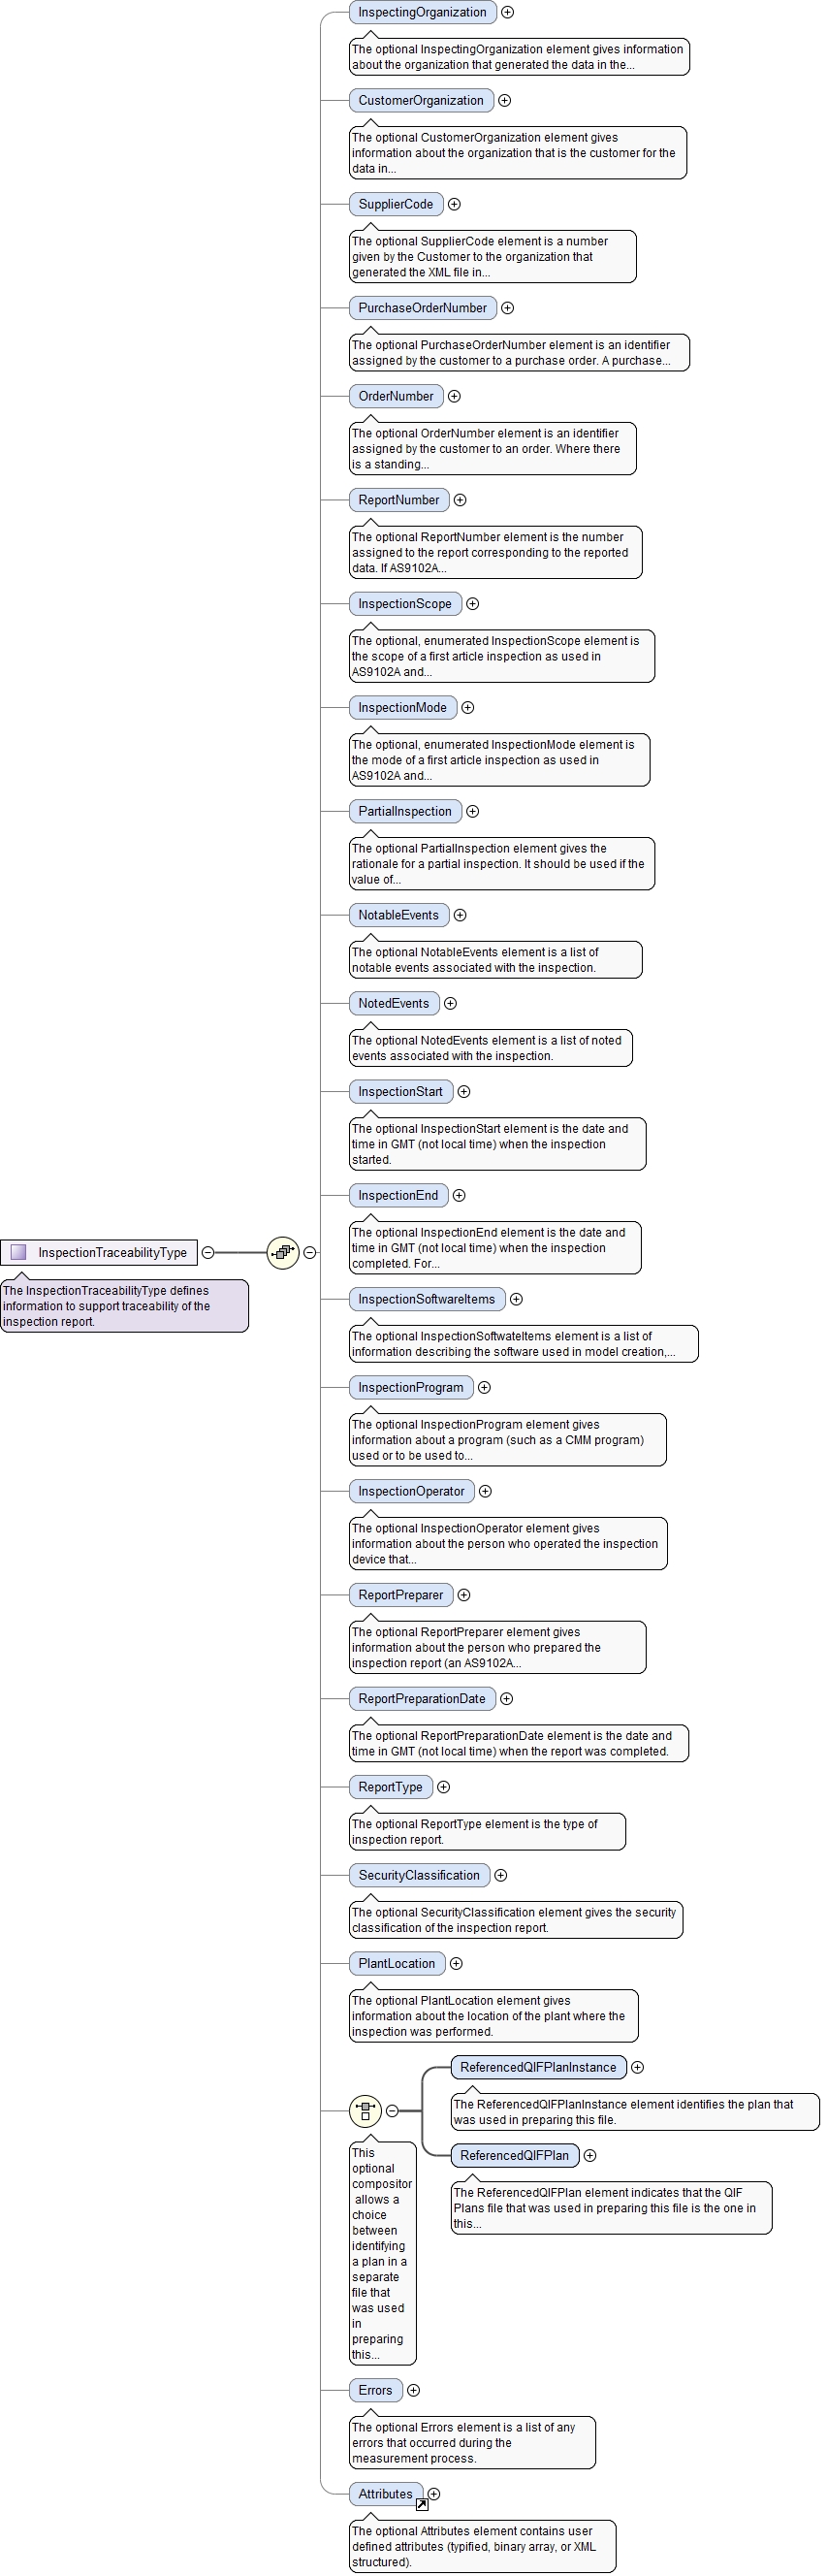 InspectingOrganization
The optional InspectingOrganization element gives information
about the organization that generated the data in the...
CustomerOrganization
The optional CustomerOrganization element gives
information about the organization that is the customer for the
data in...
SupplierCode
The optional SupplierCode element is a number
given by the Customer to the organization that
generated the XML file in...
PurchaseOrderNumber
The optional PurchaseOrderNumber element is an identifier
assigned by the customer to a purchase order. A purchase...
OrderNumber
The optional OrderNumber element is an identifier
assigned by the customer to an order. Where there
is a standing...
ReportNumber
The optional ReportNumber element is the number
assigned to the report corresponding to the reported
data. If AS9102A...
InspectionScope
The optional, enumerated InspectionScope element is
the scope of a first article inspection as used in
AS9102A and...
InspectionMode
The optional, enumerated InspectionMode element is
the mode of a first article inspection as used in
AS9102A and...
PartialInspection
The optional PartialInspection element gives the
rationale for a partial inspection. It should be used if the
value of...
NotableEvents
The optional NotableEvents element is a list of
notable events associated with the inspection.
NotedEvents
The optional NotedEvents element is a list of noted
events associated with the inspection.
InspectionStart
The optional InspectionStart element is the date and
time in GMT (not local time) when the inspection
started.
InspectionEnd
The optional InspectionEnd element is the date and
time in GMT (not local time) when the inspection
completed. For...
InspectionTraceabilityType
The InspectionTraceabilityType defines
information to support traceability of the
inspection report.
InspectionSoftwareItems
The optional InspectionSoftwateItems element is a list of
information describing the software used in model creation,...
InspectionProgram
The optional InspectionProgram element gives
information about a program (such as a CMM program)
used or to be used to...
InspectionOperator
The optional InspectionOperator element gives
information about the person who operated the inspection
device that...
ReportPreparer
The optional ReportPreparer element gives
information about the person who prepared the
inspection report (an AS9102A...
ReportPreparationDate
The optional ReportPreparationDate element is the date and
time in GMT (not local time) when the report was completed.
ReportType
The optional ReportType element is the type of
inspection report.
SecurityClassification
The optional SecurityClassification element gives the security
classification of the inspection report.
PlantLocation
The optional PlantLocation element gives
information about the location of the plant where the
inspection was performed.
ReferencedQIFPlanInstance
The ReferencedQIFPlanInstance element identifies the plan that
was used in preparing this file.
ReferencedQIFPlan
The ReferencedQIFPlan element indicates that the QIF
Plans file that was used in preparing this file is the one in
this...
This
optional
compositor
allows a
choice
between
identifying
a plan in a
separate
file that
was used
in
preparing
this...
Errors
The optional Errors element is a list of any
errors that occurred during the
measurement process.
Attributes
The optional Attributes element contains user
defined attributes (typified, binary array, or XML
structured).